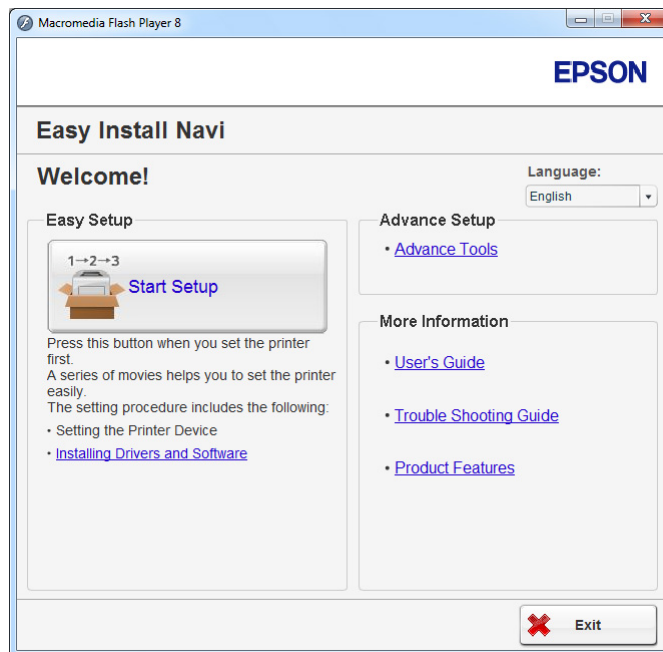 Macromedia Flash Player 8
EPSON
Easy Install Navi
Welcome!
Language:
English
Easy Setup
1→2→3
Start Setup
Press this button when you set the printer
first.
A series of movies helps you to set the printer
easily.
The setting procedure includes the following:
• Setting the Printer Device
• Installing Drivers and Software
Advance Setup
• Advance Tools
More Information
• User's Guide
• Trouble Shooting Guide
• Product Features
Exit